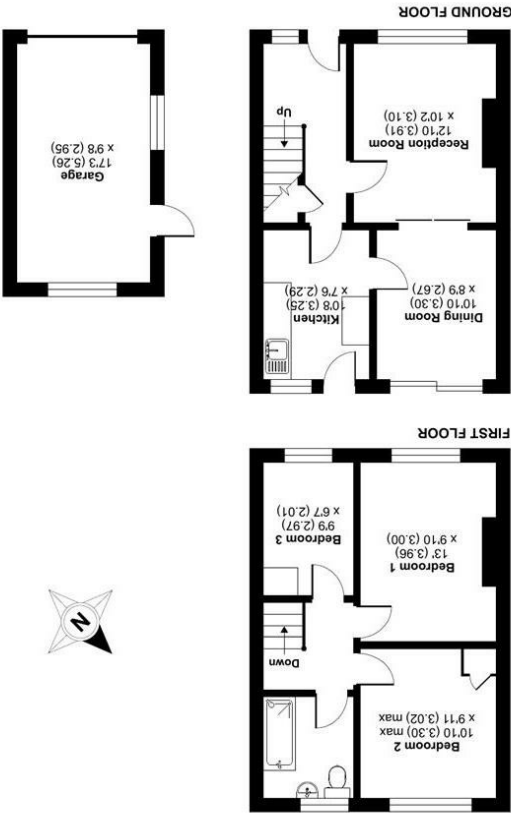 Bedroom 2
10'10 (3.30) max
x 9'11 (3.02) max
Down
Bedroom 1
13' (3.96)
x 9'10 (3.00)
Bedroom 3
9'9 (2.97)
x 6'7 (2.01)
N
FIRST FLOOR
Dining Room
10'10 (3.30)
x 8'9 (2.67)
Kitchen
10'8 (3.25)
x 7'6 (2.29)
Reception Room
12'10 (3.91)
x 10'2 (3.10)
Up
Garage
17'3 (5.26)
x 9'8 (2.95)
GROUND FLOOR